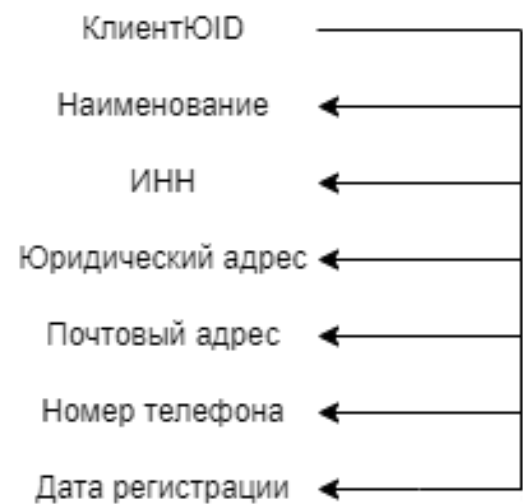 КлиентЮID
Наименование
ИНН
Юридический адрес
Почтовый адрес
Номер телефона
Дата регистрации